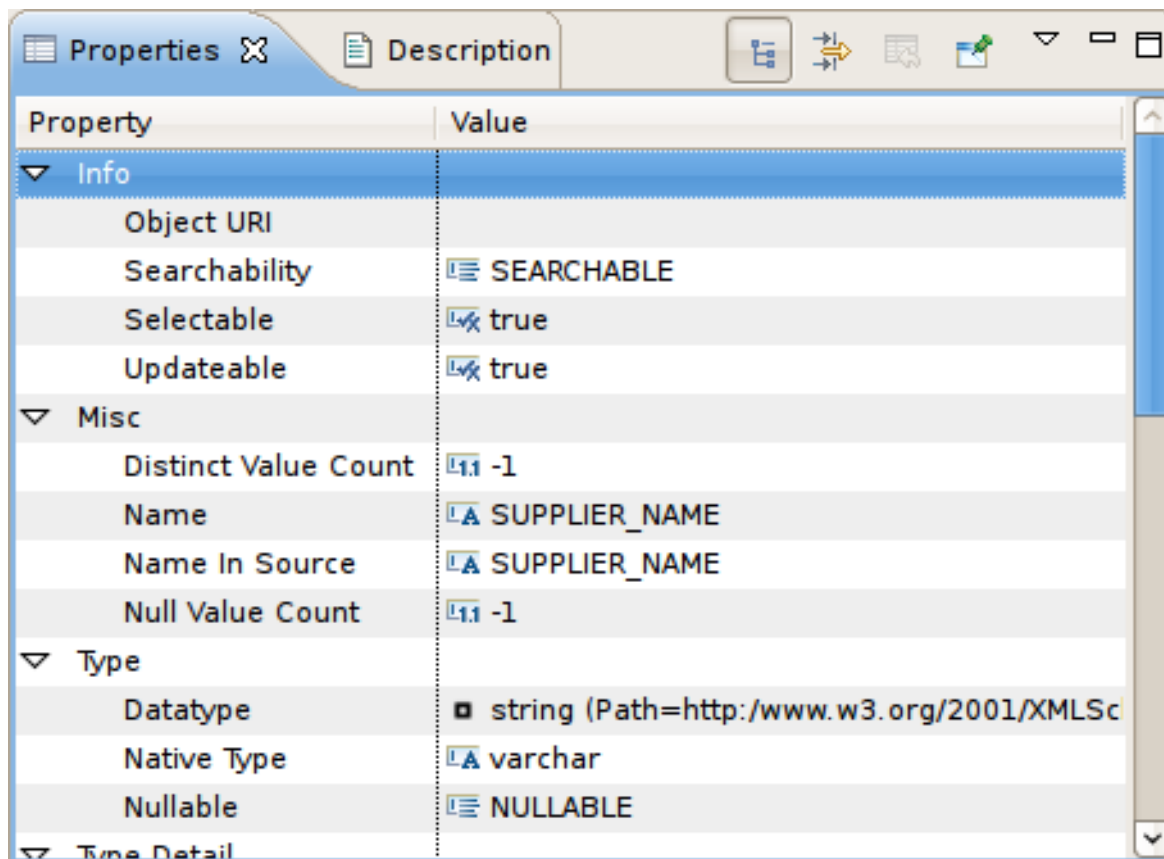 Properties Description
Property Value
Info
Object URI
Searchability SEARCHABLE
Selectable true
Updateable true
Misc
Distinct Value Count -1
Name SUPPLIER_NAME
Name In Source SUPPLIER_NAME
Null Value Count -1
Type
Datatype string (Path=http:/www.w3.org/2001/XMLSc
Native Type varchar
Nullable NULLABLE
Type Detail